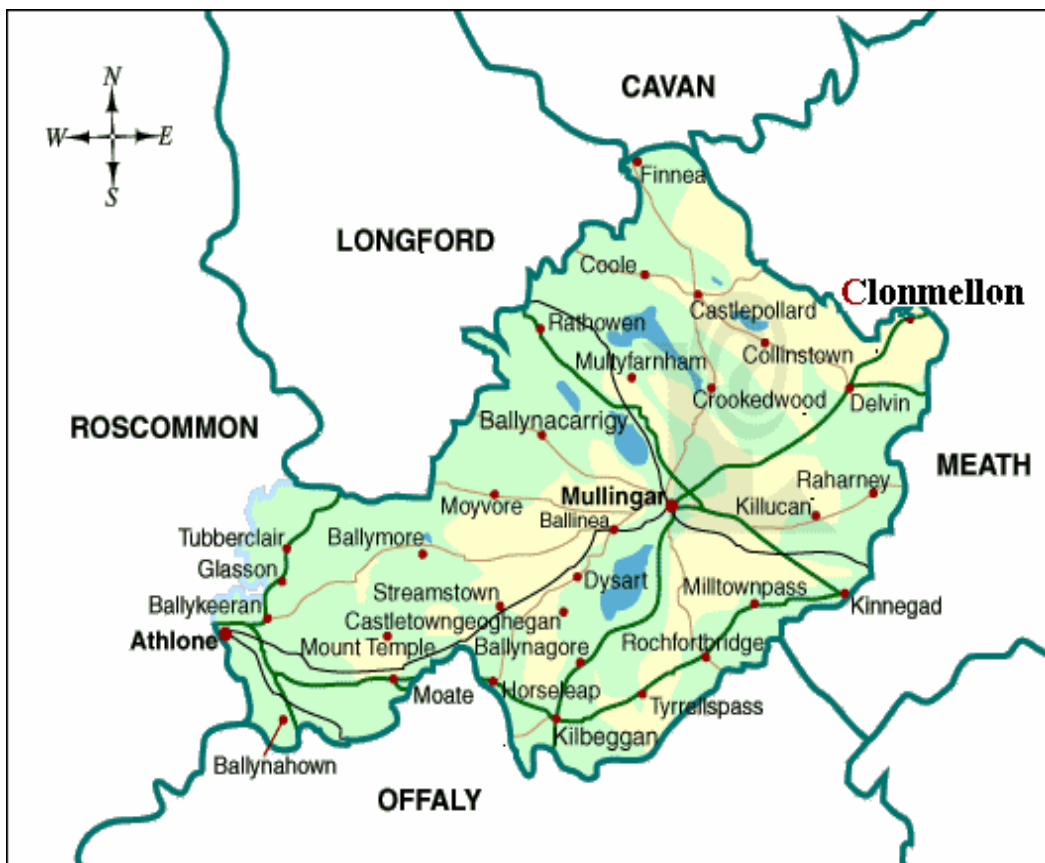 CAVAN
N
W E
S
Finnea
LONGFORD
Coole
Clonmellon
Castlepollard
Rathowen
Collinstown
Multyfarnham
Crookedwood
Delvin
Ballynacarrigy
ROSCOMMON
MEATH
Raharney
Mullingar
Killucan
Moyvore
Ballinea
Tubberclair
Ballymore
Glasson
Dysart
Streamstown
Milltownpass
Ballykeeran
Kinnegad
Castletowngeoghegan
Athlone
Mount Temple
Ballynagore
Rochfortbridge
Moate
Horseleap
Tyrrellspass
Kilbeggan
Ballynahown
OFFALY